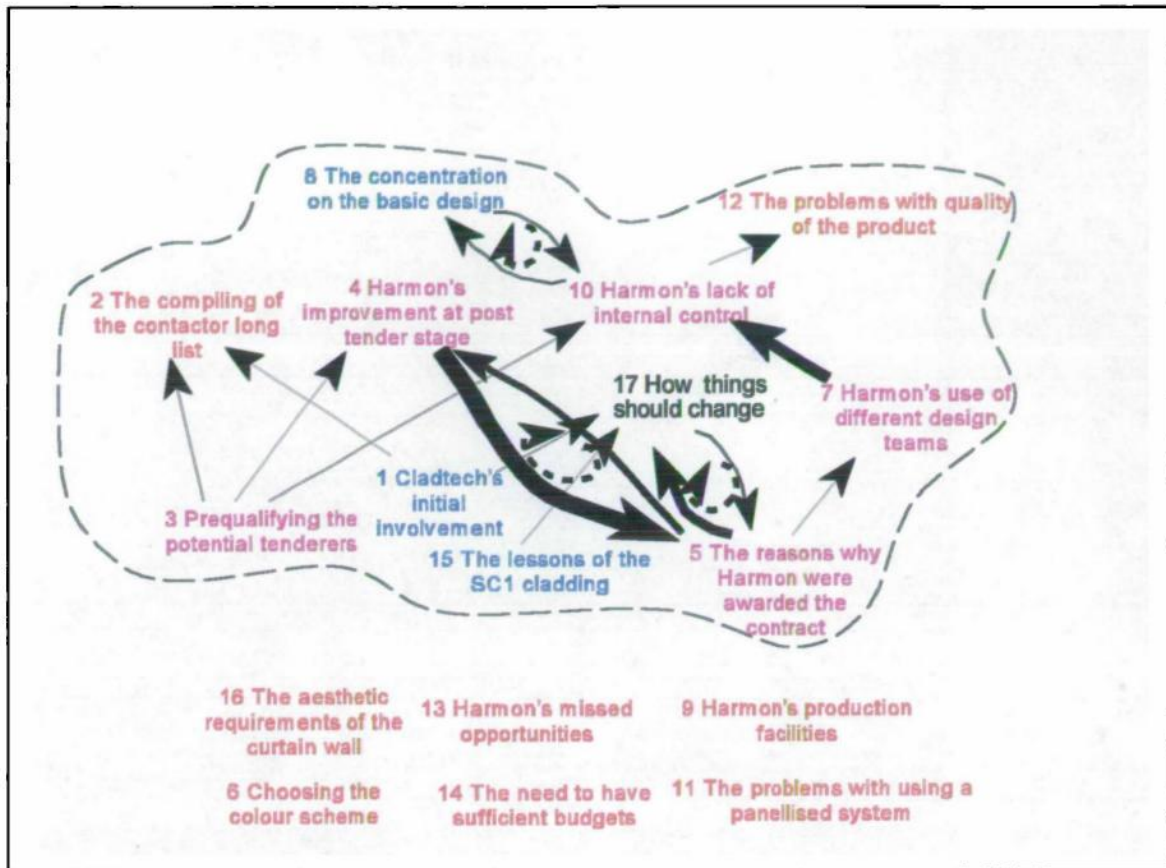 8 The concentration
on the basic design
12 The problems with quality
of the product
2 The compiling of
the contactor long
list
4 Harmon's
improvement at post
tender stage
10 Harmon's lack of
internal control
17 How things
should change
7 Harmon's use of
different design
teams
1 Cladtech's
initial
involvement
3 Prequalifying the
potential tenderers
15 The lessons of the
SC1 cladding
5 The reasons why
Harmon were
awarded the
contract
16 The aesthetic
requirements of the
curtain wall
13 Harmon's missed
opportunities
9 Harmon's production
facilities
6 Choosing the
colour scheme
14 The need to have
sufficient budgets
11 The problems with using a
panellised system